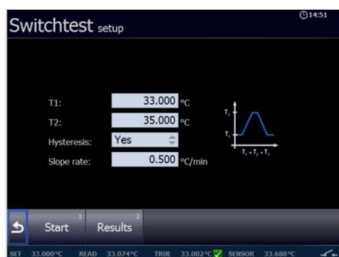 14:51
Switchtest setup
T1: 33.000 °C
T2: 35.000 °C
Hysteresis: Yes
Slope rate: 0.500 °C/min
T₂
T₁
T₁ - T₂ - T₁
Start 1 Results 2
SET 33.000°C READ 33.074°C TRUE 33.002°C SENSOR 33.688°C